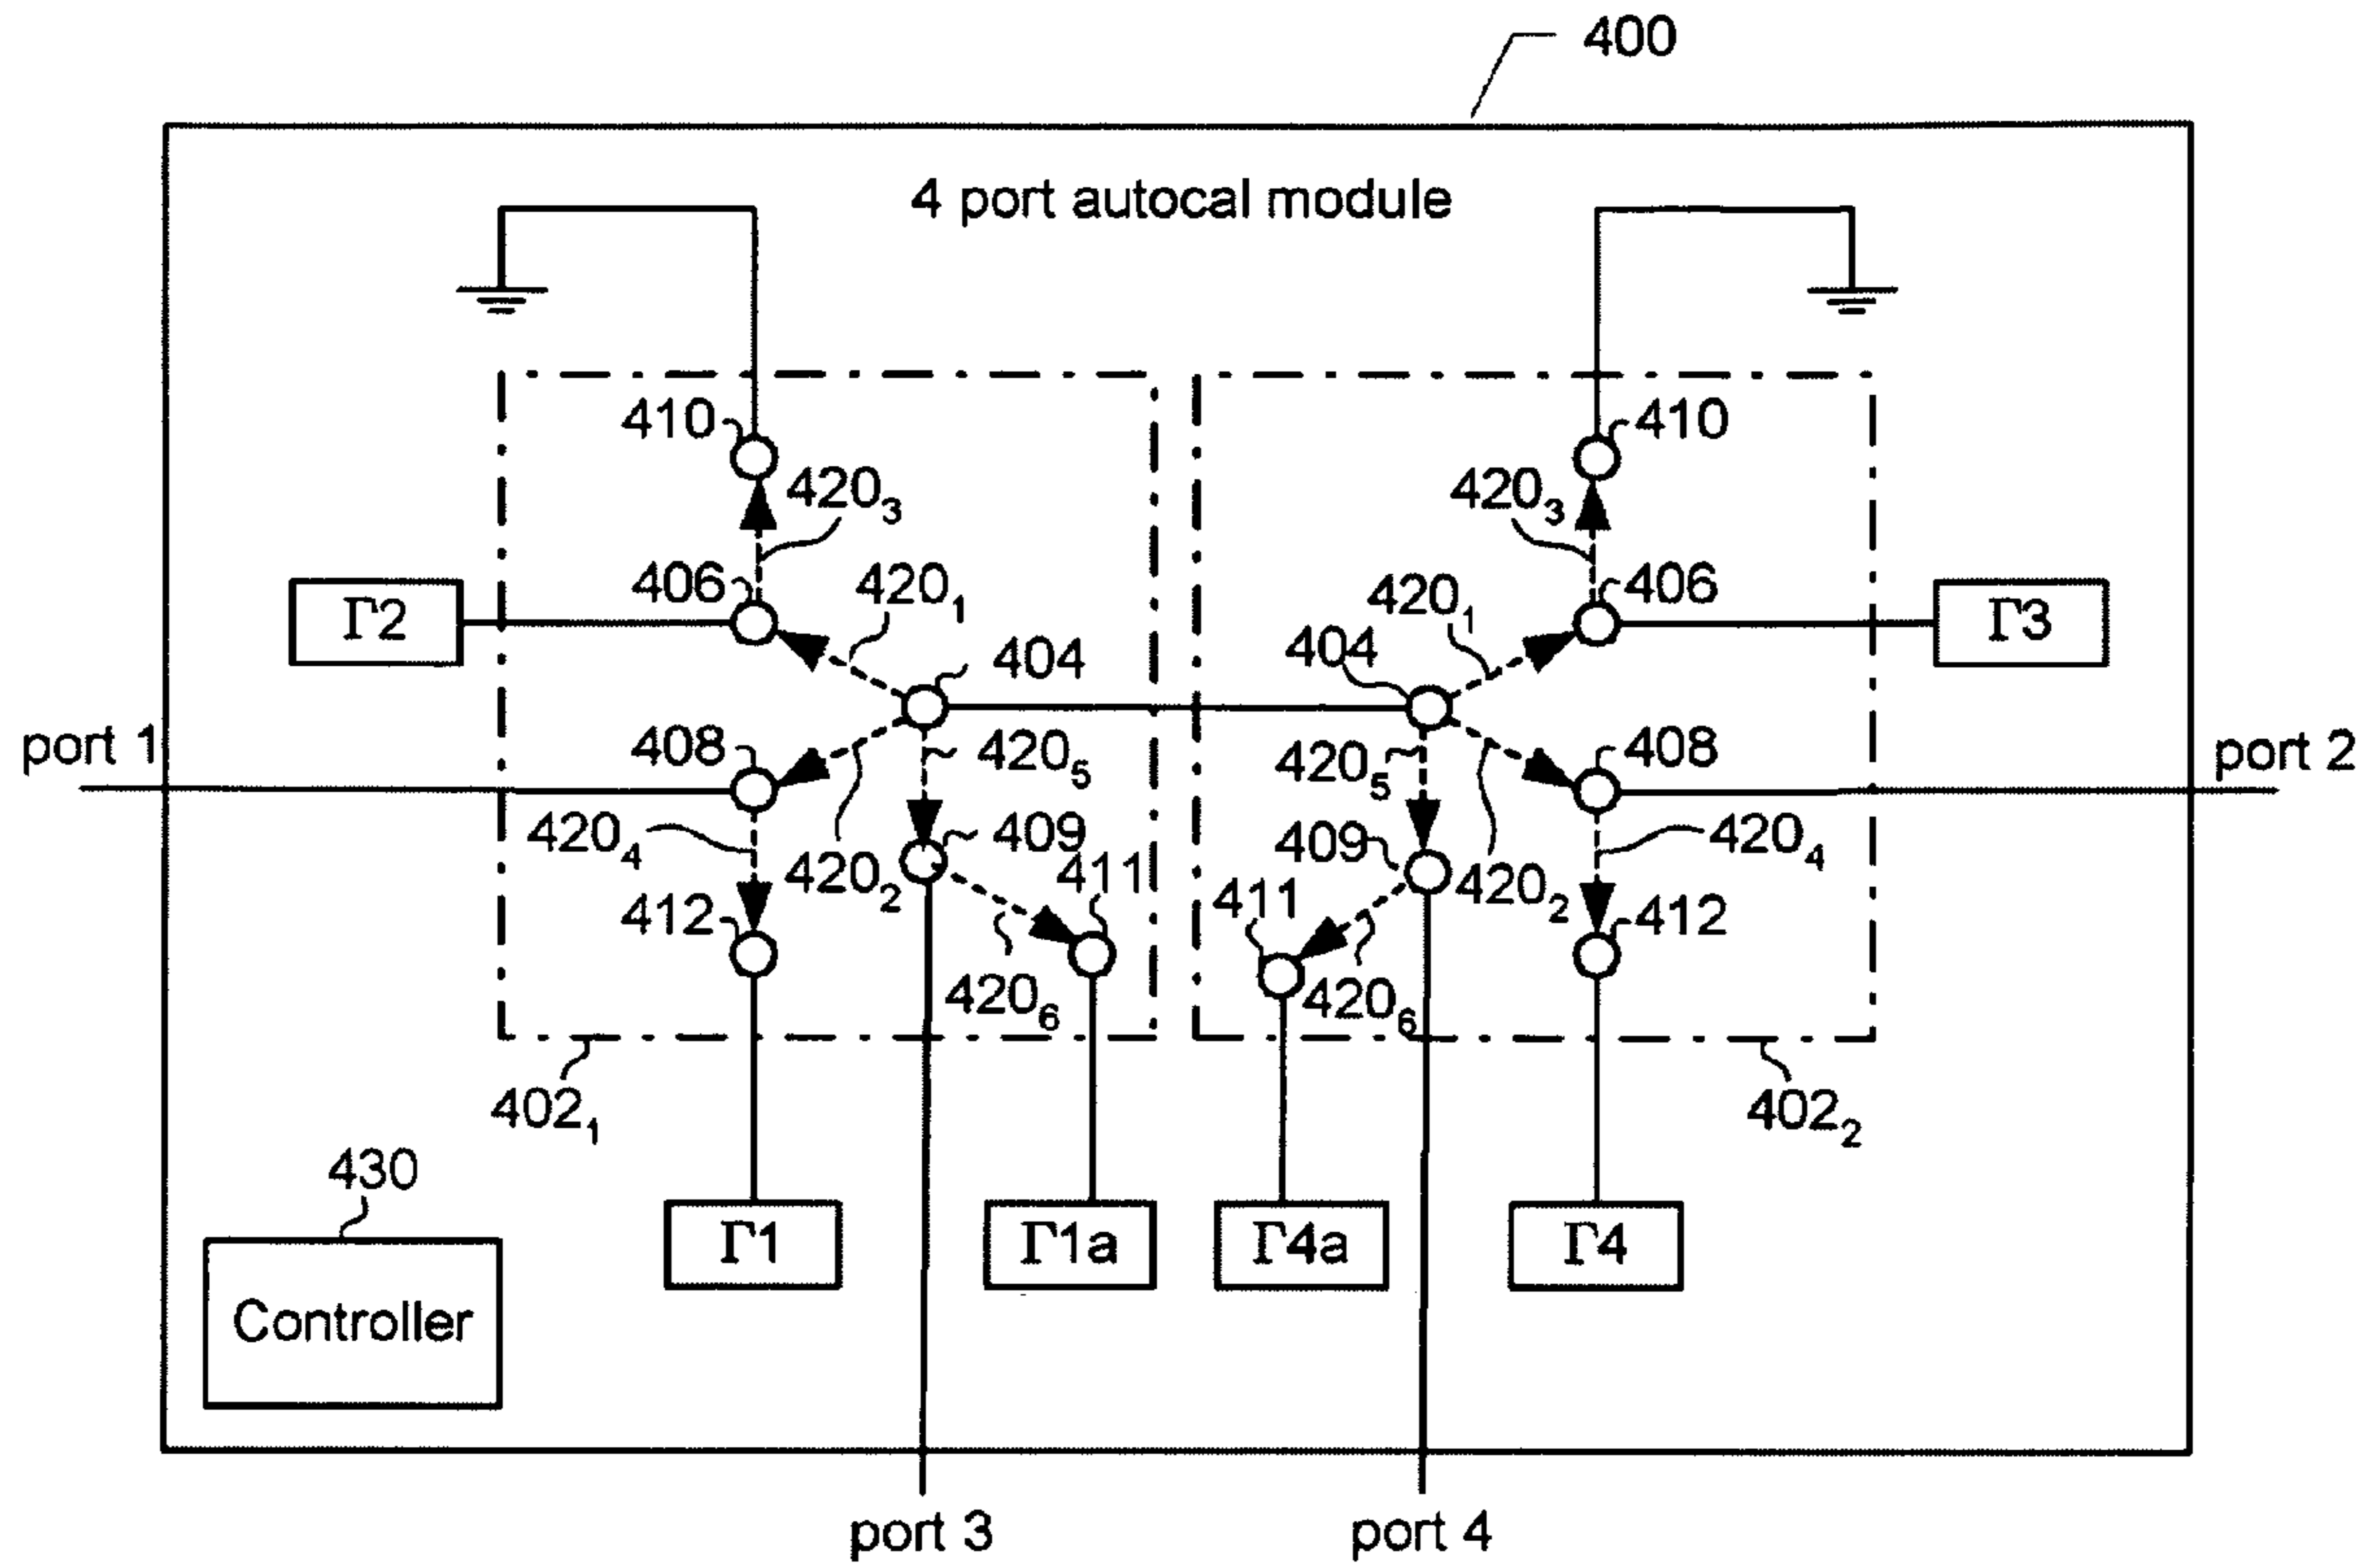 400
4 port autocal module
410
410
420₃
420₃
406
420₁
420₁
406
Γ2
Γ3
404
404
port 1
408
420₅
420₅
408
port 2
420₄
420₂
409
409
420₂
420₄
412
411
411
412
420₆
420₆
402₁
402₂
430
Controller
Γ1
Γ1a
Γ4a
Γ4
port 3
port 4